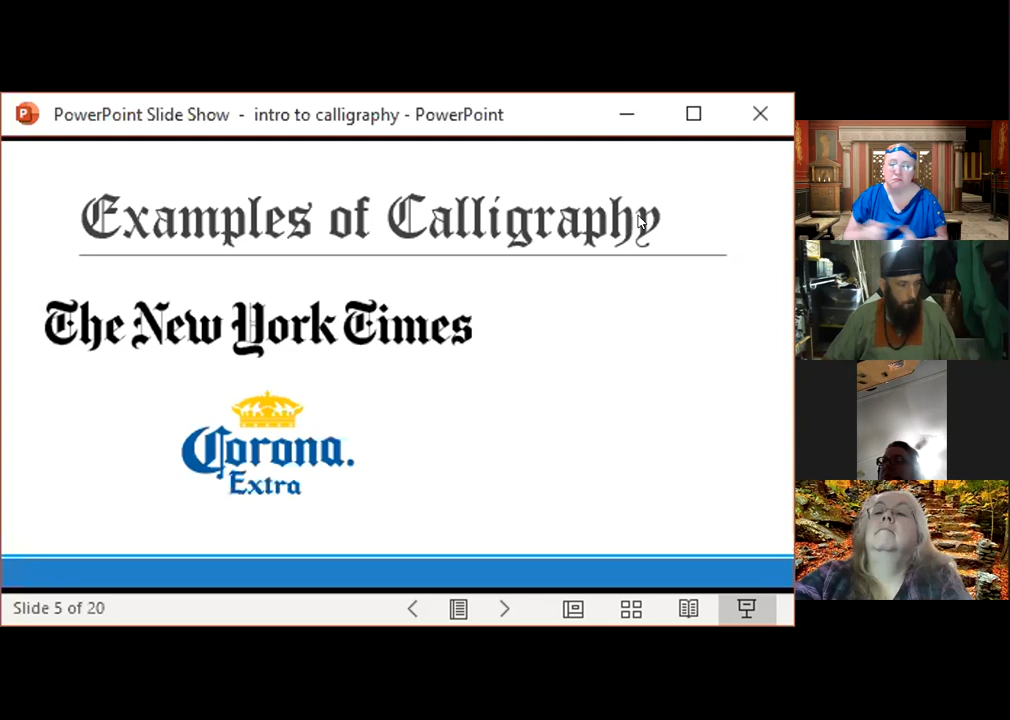 PowerPoint Slide Show - intro to calligraphy - PowerPoint
Examples of Calligraphy
The New York Times
Corona.
Extra
Slide 5 of 20